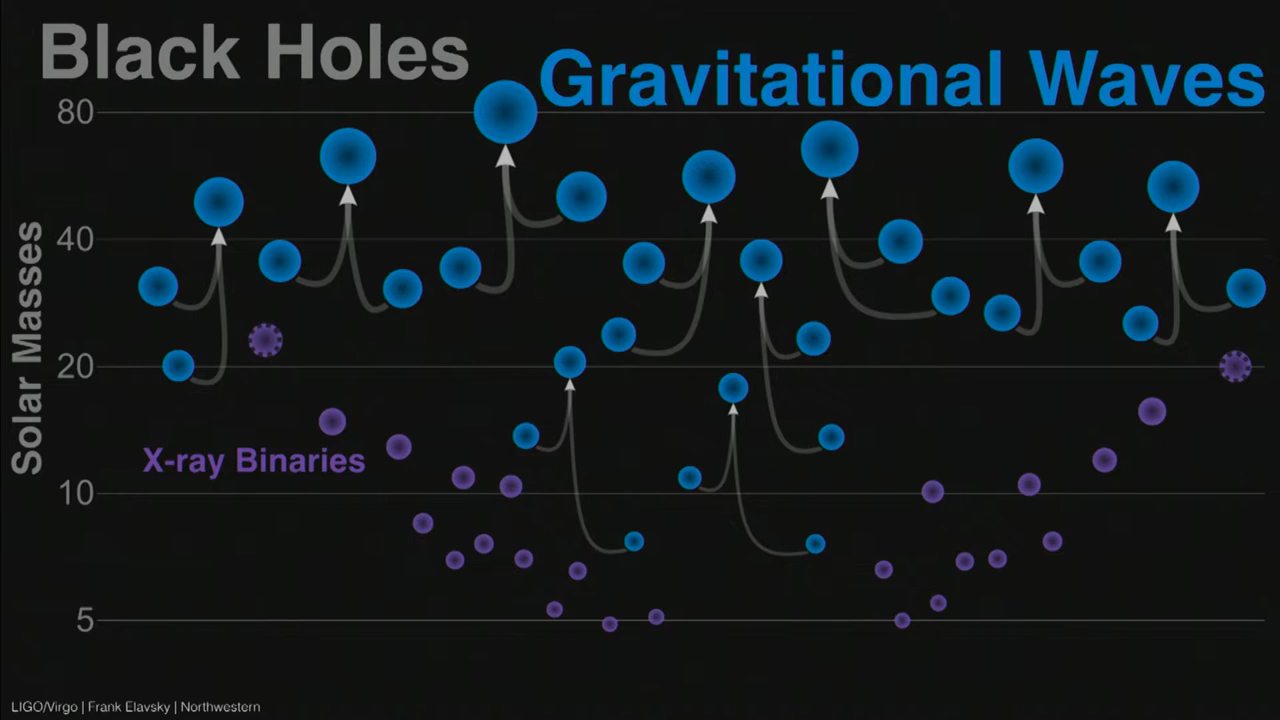 Black Holes
Gravitational Waves
80
40
20
10
5
Solar Masses
X-ray Binaries
LIGO/Virgo | Frank Elavsky | Northwestern